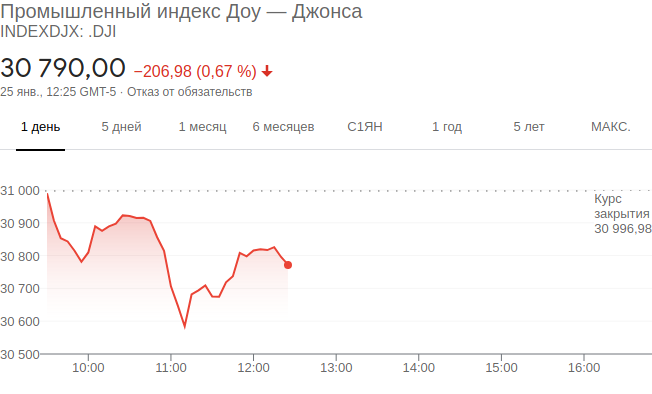 Промышленный индекс Доу — Джонса
INDEXDJX: .DJI
30 790,00 −206,98 (0,67 %)
25 янв., 12:25 GMT-5 · Отказ от обязательств
1 день 5 дней 1 месяц 6 месяцев С1ЯН 1 год 5 лет МАКС.
31 000
Курс
закрытия
30 996,98
30 900
30 800
30 700
30 600
30 500
10:00 11:00 12:00 13:00 14:00 15:00 16:00